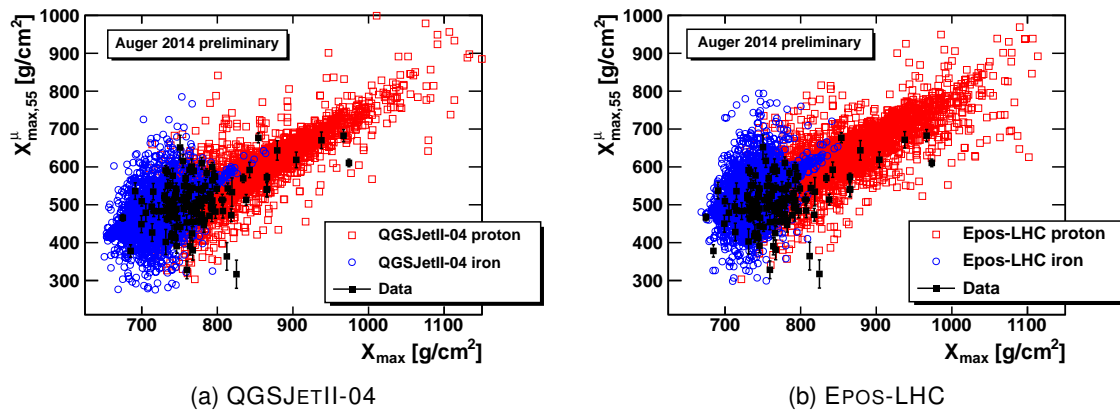 Auger 2014 preliminary
X^μ_max,55 [g/cm²]
1000
900
800
700
600
500
400
300
QGSJetII-04 proton
QGSJetII-04 iron
Data
700 800 900 1000 1100
X_max [g/cm²]
(a) QGSJETII-04
Auger 2014 preliminary
X^μ_max,55 [g/cm²]
1000
900
800
700
600
500
400
300
Epos-LHC proton
Epos-LHC iron
Data
700 800 900 1000 1100
X_max [g/cm²]
(b) EPOS-LHC